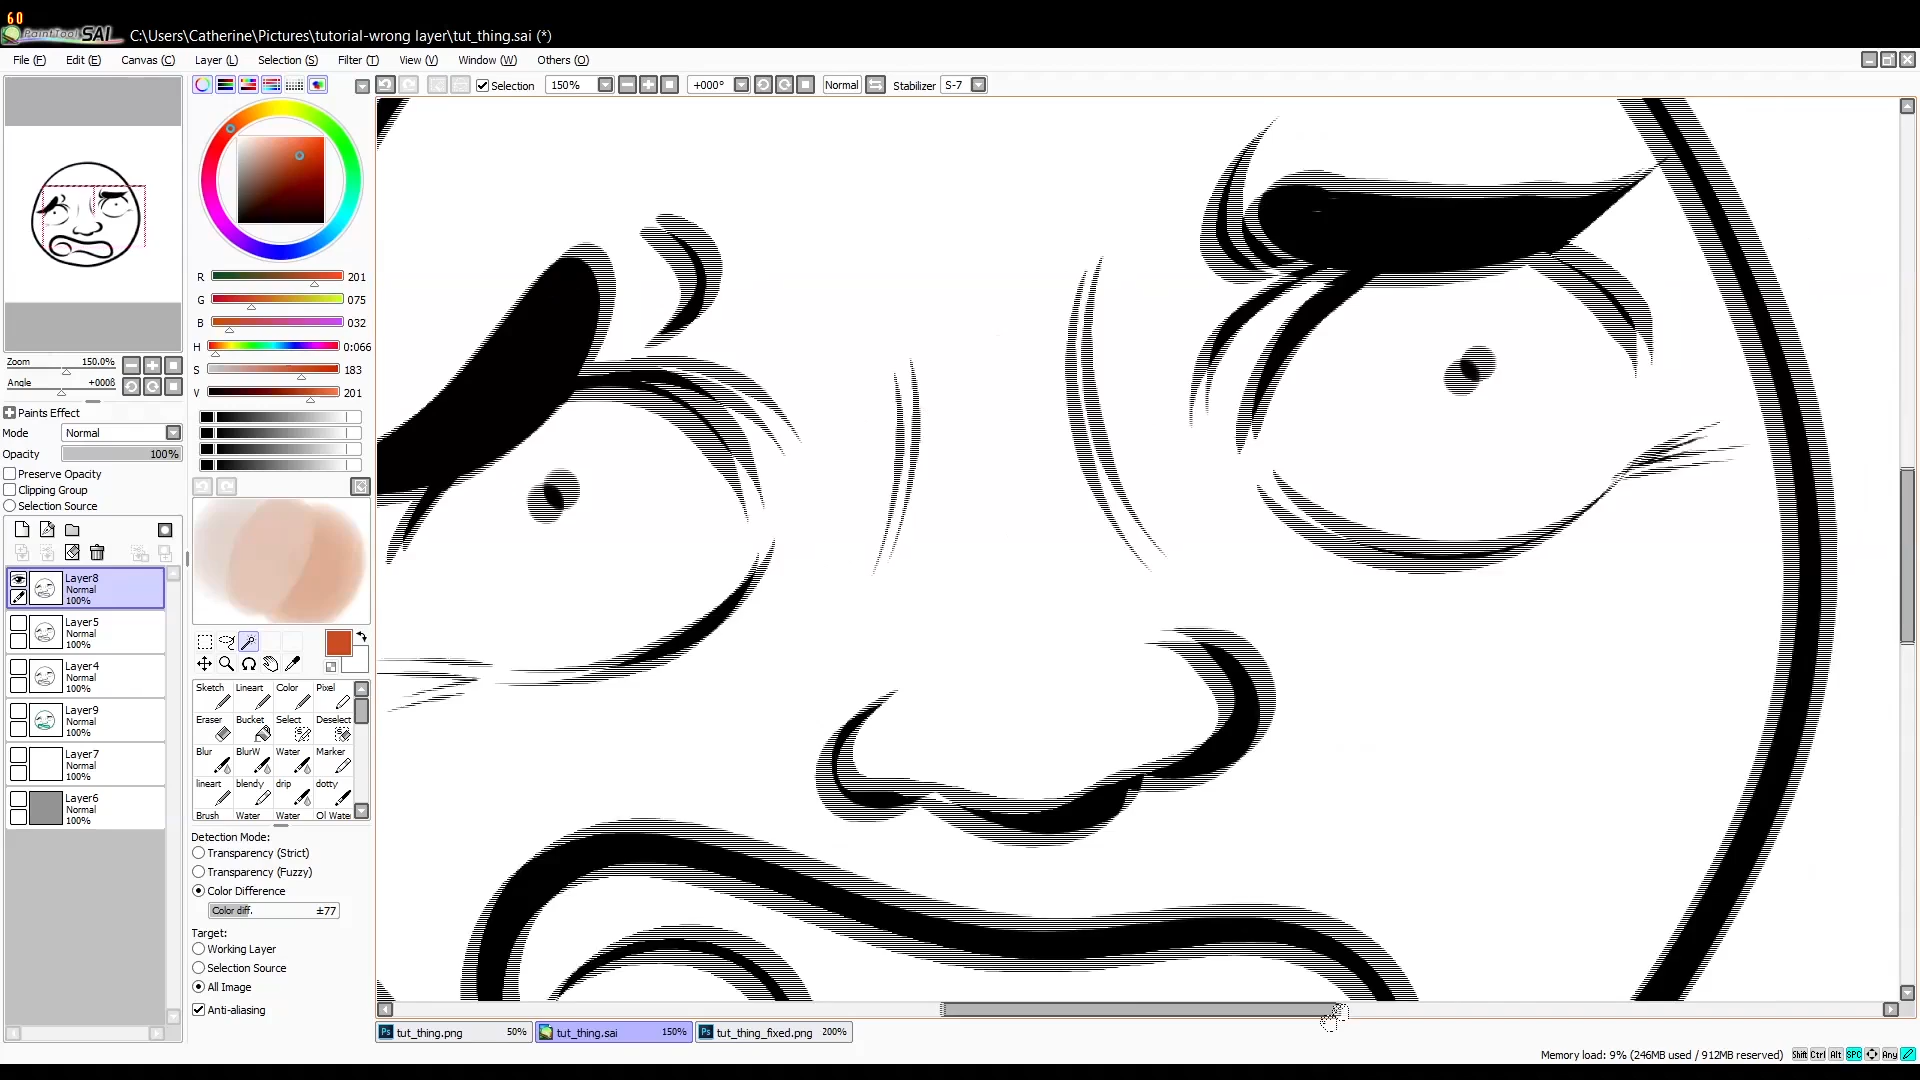 60
PaintTool SAI C:\Users\Catherine\Pictures\tutorial-wrong layer\tut_thing.sai (*)
File (F) Edit (E) Canvas (C) Layer (L) Selection (S) Filter (T) View (V) Window (W) Others (O)
Selection 150% +000° Normal Stabilizer S-7
Zoom 150.0%
Angle +000ß
Paints Effect
Mode Normal
Opacity 100%
Preserve Opacity
Clipping Group
Selection Source
Layer8
Normal
100%
Layer5
Normal
100%
Layer4
Normal
100%
Layer9
Normal
100%
Layer7
Normal
100%
Layer6
Normal
100%
R 201
G 075
B 032
H 0:066
S 183
V 201
Sketch Lineart Color Pixel
Eraser Bucket Select Deselect
Blur BlurW Water Marker
lineart blendy drip dotty
Brush Water Water Ol Wate
Detection Mode:
Transparency (Strict)
Transparency (Fuzzy)
Color Difference
Color diff. ±77
Target:
Working Layer
Selection Source
All Image
Anti-aliasing
tut_thing.png 50% tut_thing.sai 150% tut_thing_fixed.png 200%
Memory load: 9% (246MB used / 912MB reserved) Shift Ctrl Alt SPC Any